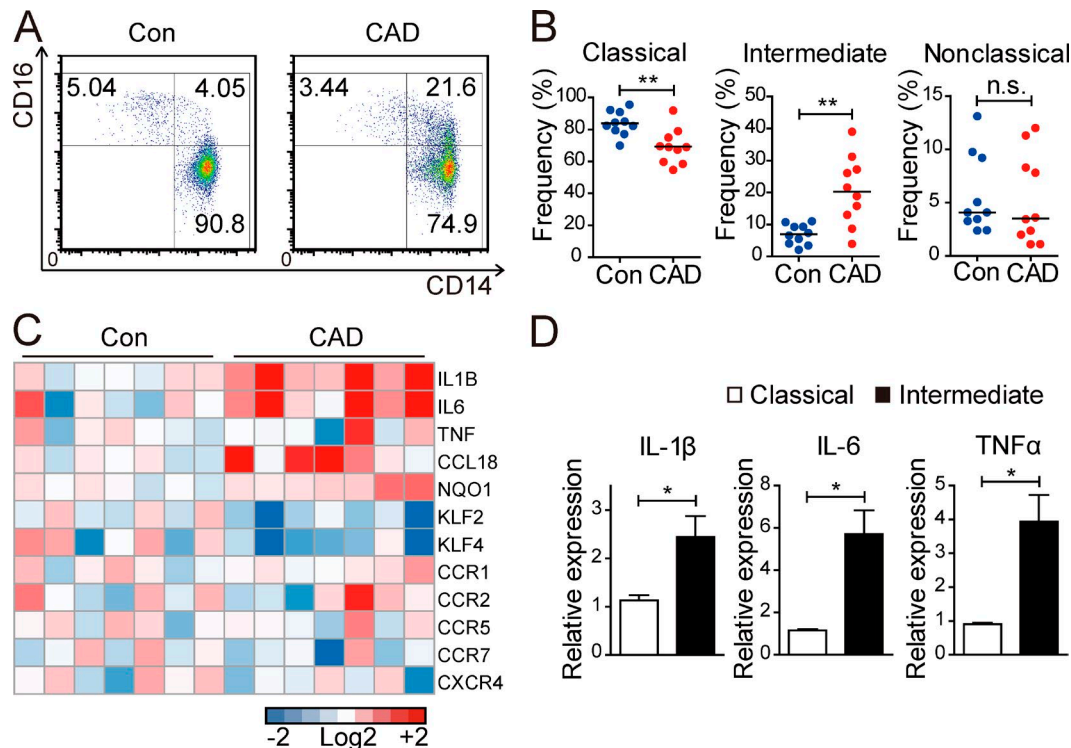 A
Con
CAD
CD16
5.04
4.05
90.8
0
3.44
21.6
74.9
0
CD14
B
Classical
Intermediate
Nonclassical
Frequency (%)
100
80
60
40
20
0
**
Con CAD
Frequency (%)
50
40
30
20
10
0
**
Con CAD
Frequency (%)
15
10
5
0
n.s.
Con CAD
C
Con
CAD
IL1B
IL6
TNF
CCL18
NQO1
KLF2
KLF4
CCR1
CCR2
CCR5
CCR7
CXCR4
-2 Log2 +2
D
Classical Intermediate
IL-1β
Relative expression
3
2
1
0
*
IL-6
Relative expression
8
6
4
2
0
*
TNFα
Relative expression
5
4
3
2
1
0
*